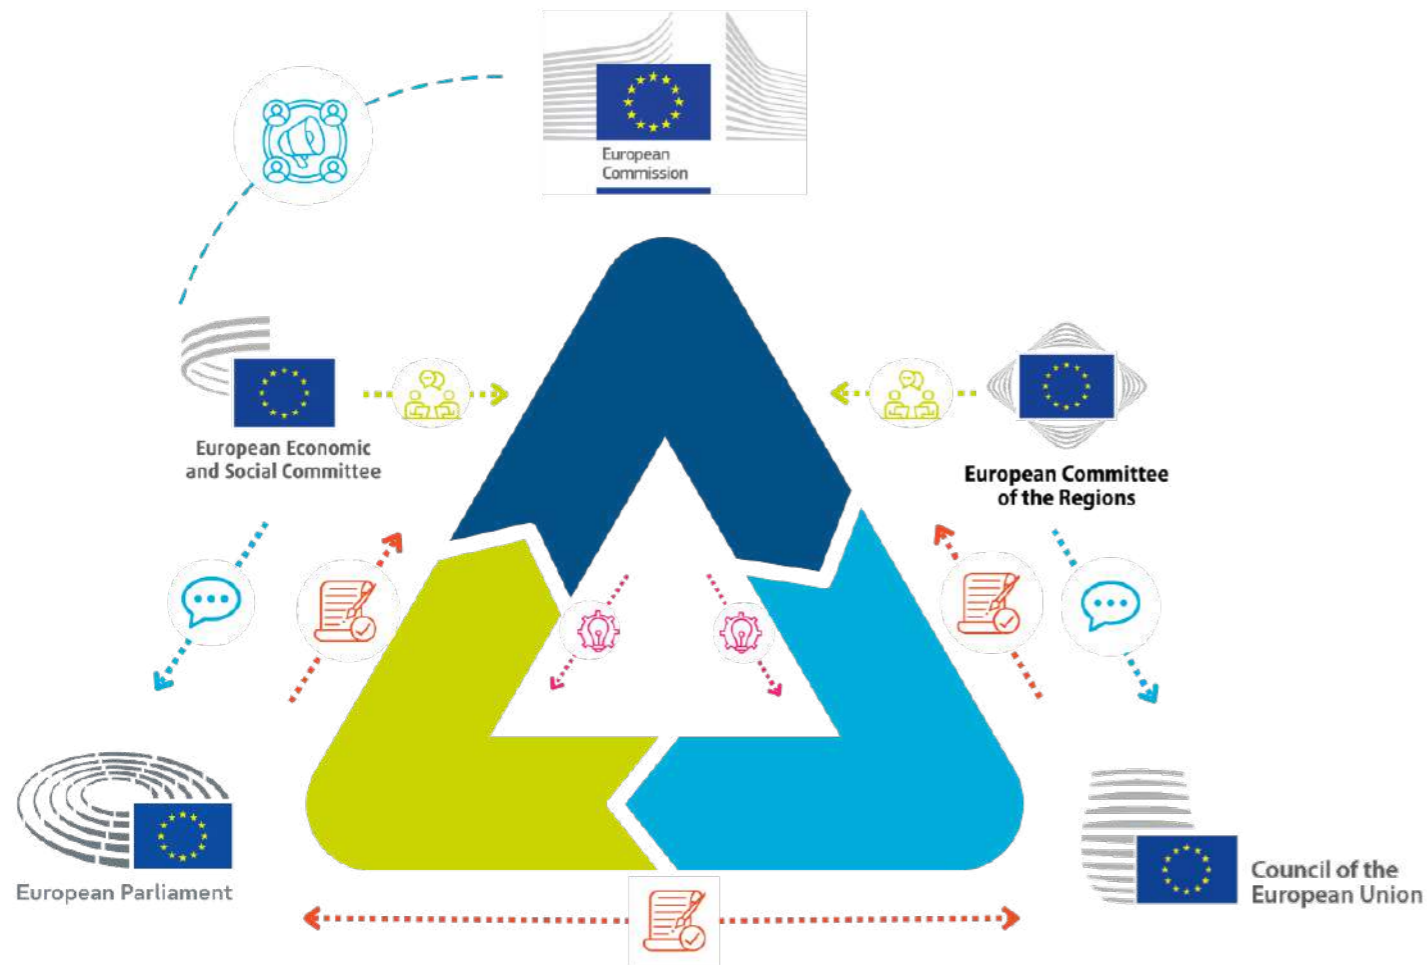 European
Commission
European Economic
and Social Committee
European Committee
of the Regions
European Parliament
Council of the
European Union